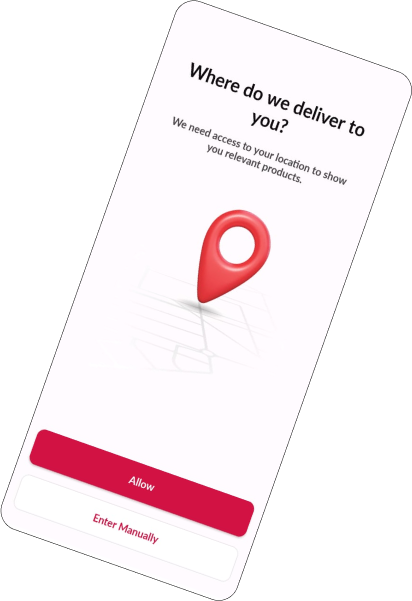 Where do we deliver to
you?
We need access to your location to show
you relevant products.
Allow
Enter Manually